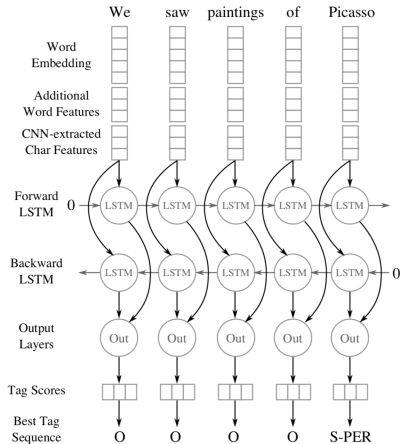 We saw paintings of Picasso
Word
Embedding
Additional
Word Features
CNN-extracted
Char Features
Forward
LSTM
0 LSTM LSTM LSTM LSTM LSTM
Backward
LSTM
LSTM LSTM LSTM LSTM LSTM 0
Output
Layers
Out Out Out Out Out
Tag Scores
Best Tag
Sequence
O O O O S-PER